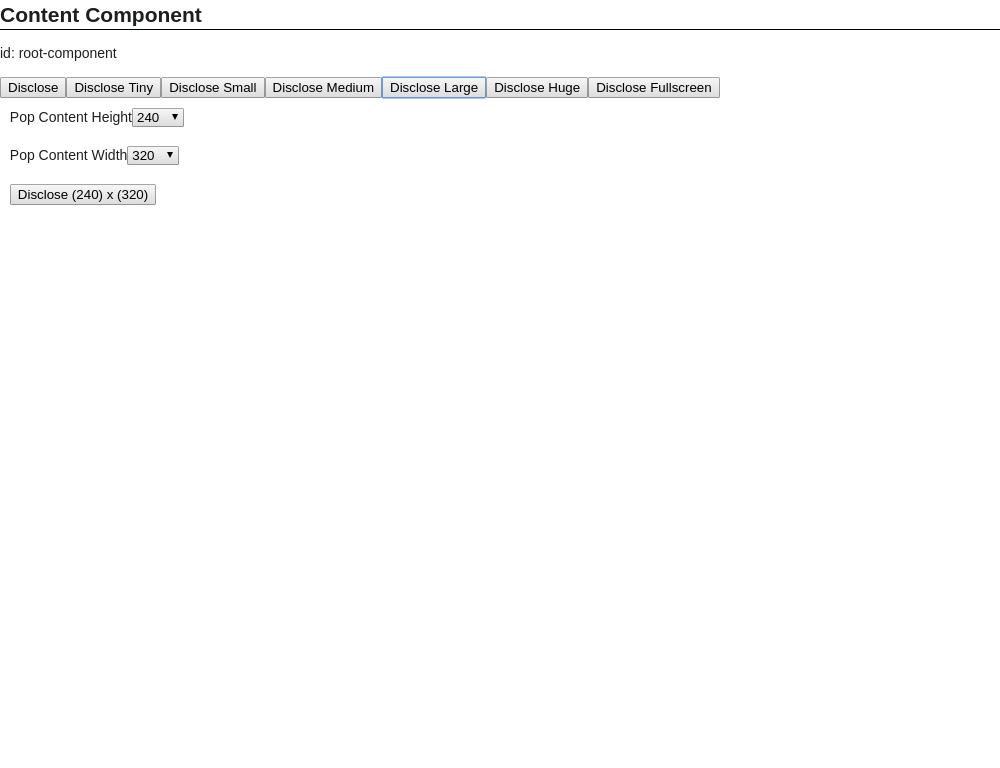 Content Component
id: root-component
Disclose Disclose Tiny Disclose Small Disclose Medium Disclose Large Disclose Huge Disclose Fullscreen
Pop Content Height 240
Pop Content Width 320
Disclose (240) x (320)